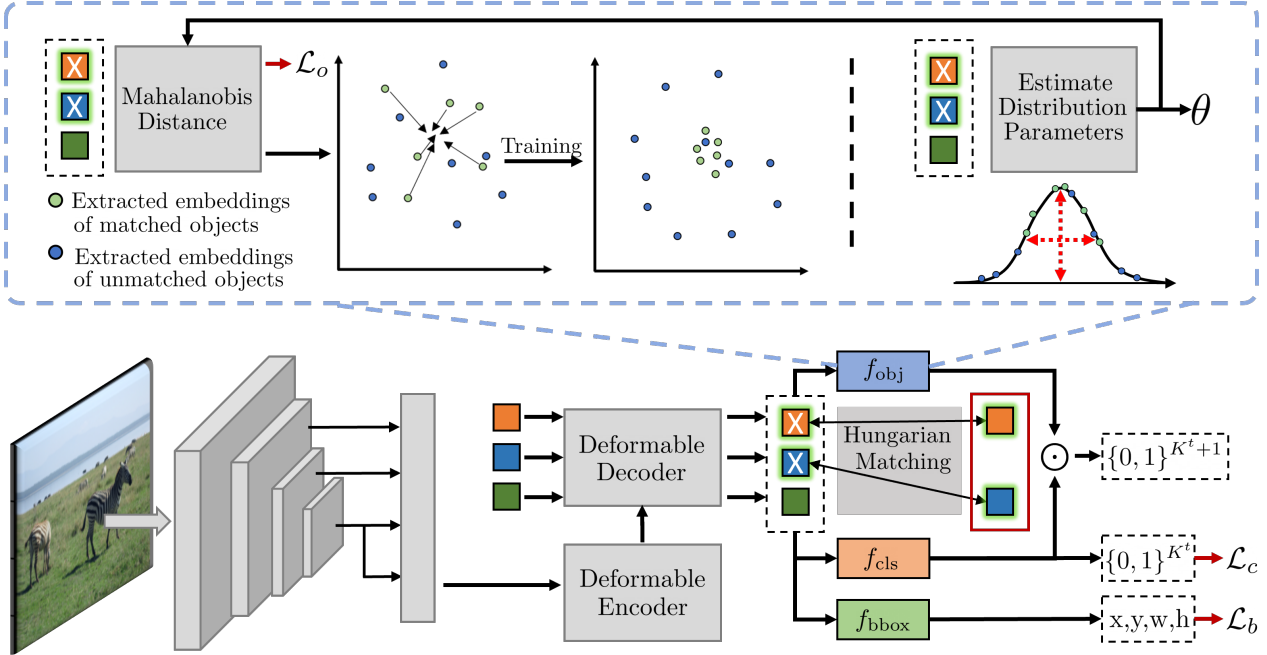 X
X
Mahalanobis
Distance
$\mathcal{L}_o$
Training
X
X
Estimate
Distribution
Parameters
θ
Extracted embeddings
of matched objects
Extracted embeddings
of unmatched objects
Deformable
Decoder
Deformable
Encoder
X
X
$f_{\text{obj}}$
Hungarian
Matching
$\odot$
$\{0, 1\}^{K^t+1}$
$f_{\text{cls}}$
$\{0, 1\}^{K^t}$
$\mathcal{L}_c$
$f_{\text{bbox}}$
x,y,w,h
$\mathcal{L}_b$